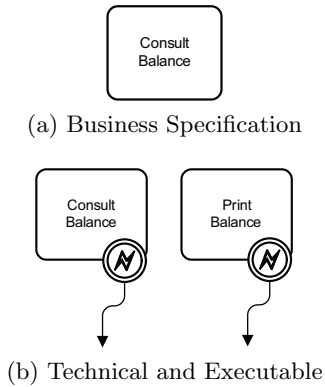 Consult
Balance
(a) Business Specification
Consult
Balance
Print
Balance
(b) Technical and Executable